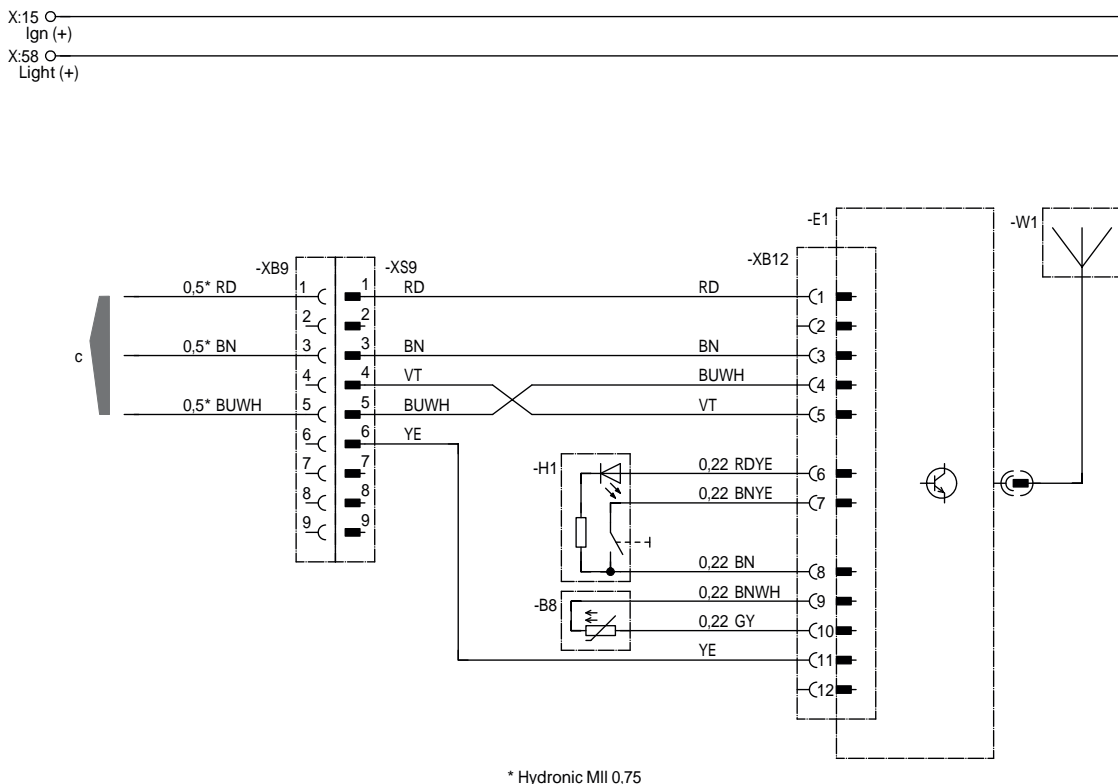 X:15
Ign (+)
X:58
Light (+)
-E1
-W1
-XB9
-XS9
-XB12
0,5* RD
1
1
RD
RD
1
2
2
2
0,5* BN
3
3
BN
BN
3
c
4
4
VT
BUWH
4
0,5* BUWH
5
5
BUWH
VT
5
6
6
YE
-H1
7
7
0,22 RDYE
6
8
8
0,22 BNYE
7
9
9
0,22 BN
8
-B8
0,22 BNWH
9
0,22 GY
10
YE
11
12
* Hydronic MII 0,75